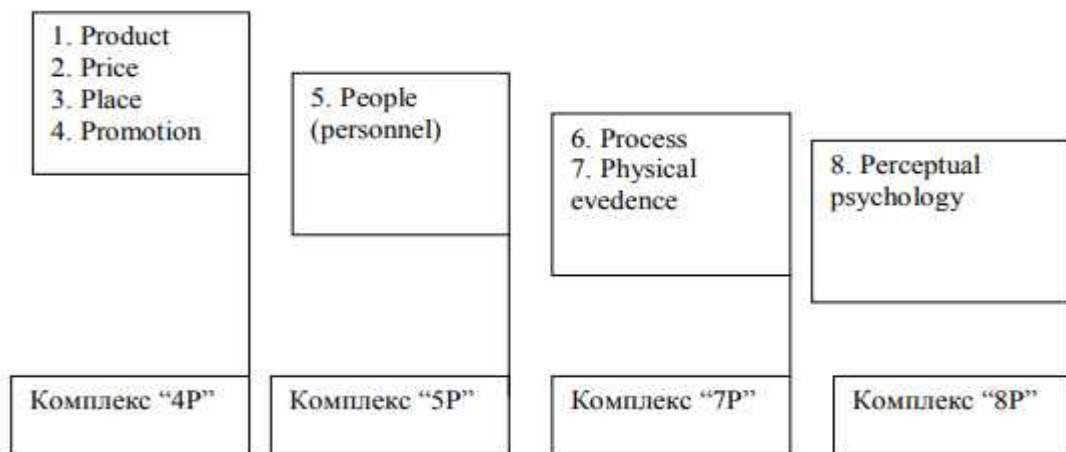 1. Product
2. Price
3. Place
4. Promotion
5. People
(personnel)
6. Process
7. Physical
evedence
8. Perceptual
psychology
Комплекс “4P”
Комплекс “5P”
Комплекс “7P”
Комплекс “8P”